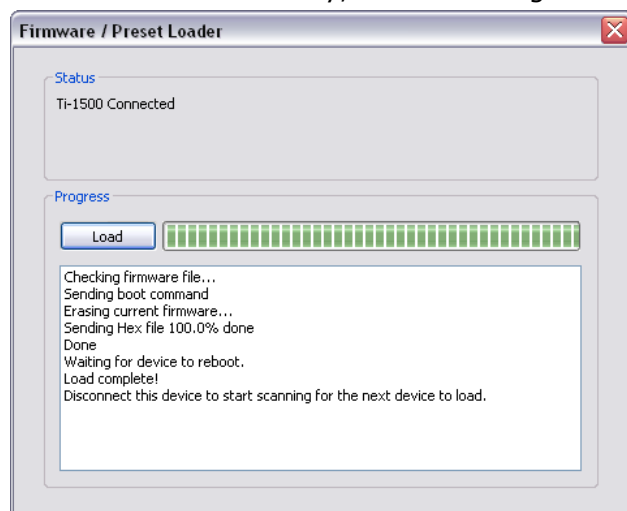 Firmware / Preset Loader
Status
Ti-1500 Connected
Progress
Load
Checking firmware file...
Sending boot command
Erasing current firmware...
Sending Hex file 100.0% done
Done
Waiting for device to reboot.
Load complete!
Disconnect this device to start scanning for the next device to load.